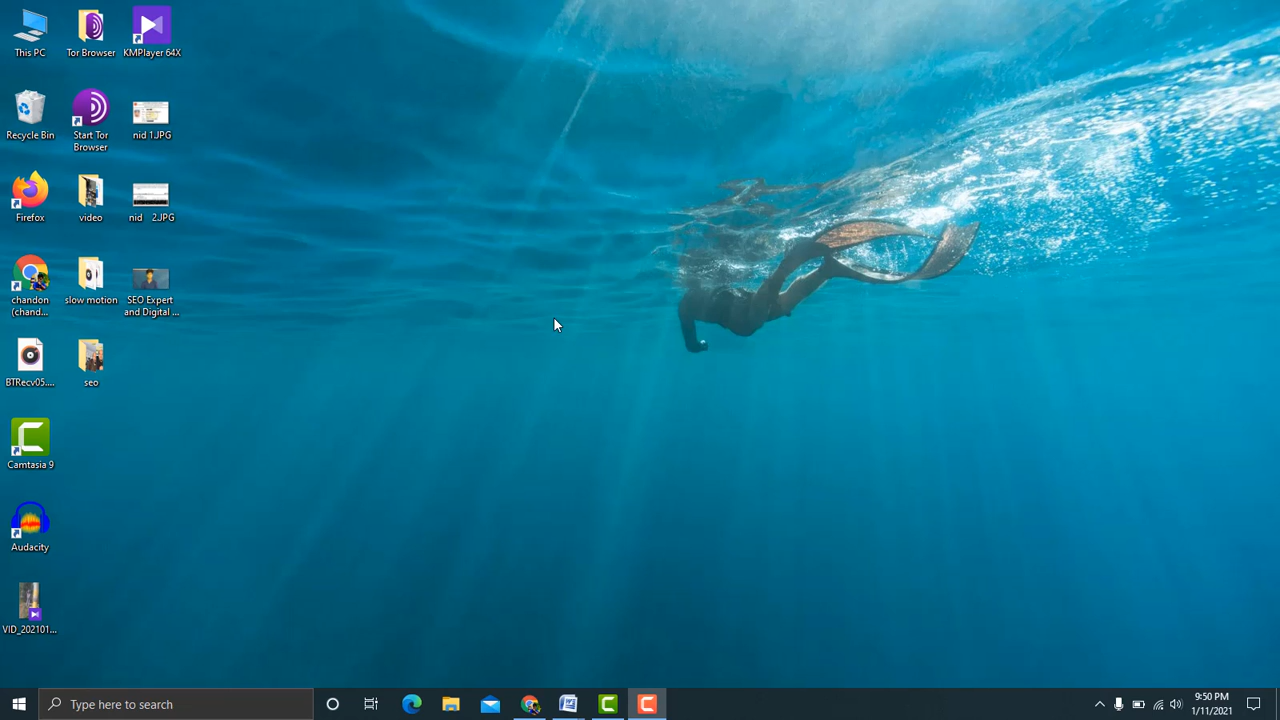 This PC
Tor Browser
KMPlayer 64X
Recycle Bin
Start Tor
Browser
nid 1.JPG
Firefox
video
nid    2.JPG
chandon
(chand...
slow motion
SEO Expert
and Digital ...
BTRecv05....
seo
Camtasia 9
Audacity
VID_202101...
Type here to search
9:50 PM
1/11/2021